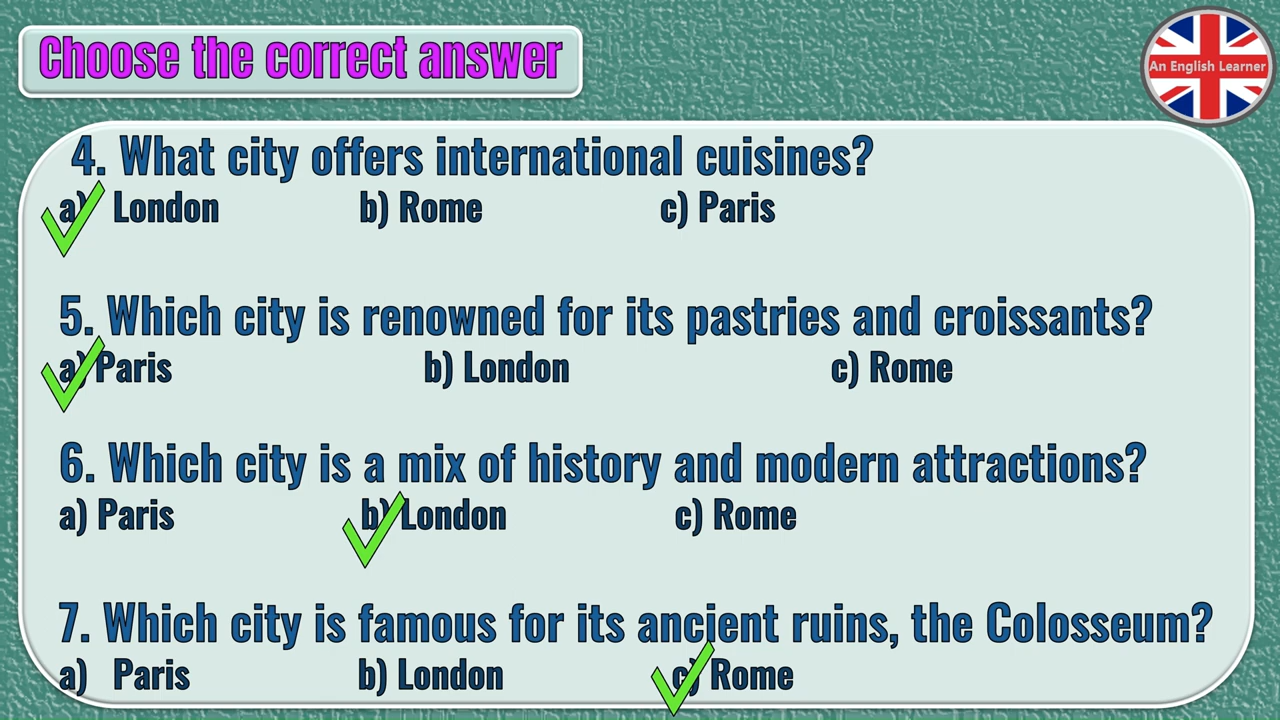 Choose the correct answer
An English Learner
4. What city offers international cuisines?
a) London b) Rome c) Paris
5. Which city is renowned for its pastries and croissants?
a) Paris b) London c) Rome
6. Which city is a mix of history and modern attractions?
a) Paris b) London c) Rome
7. Which city is famous for its ancient ruins, the Colosseum?
a) Paris b) London c) Rome